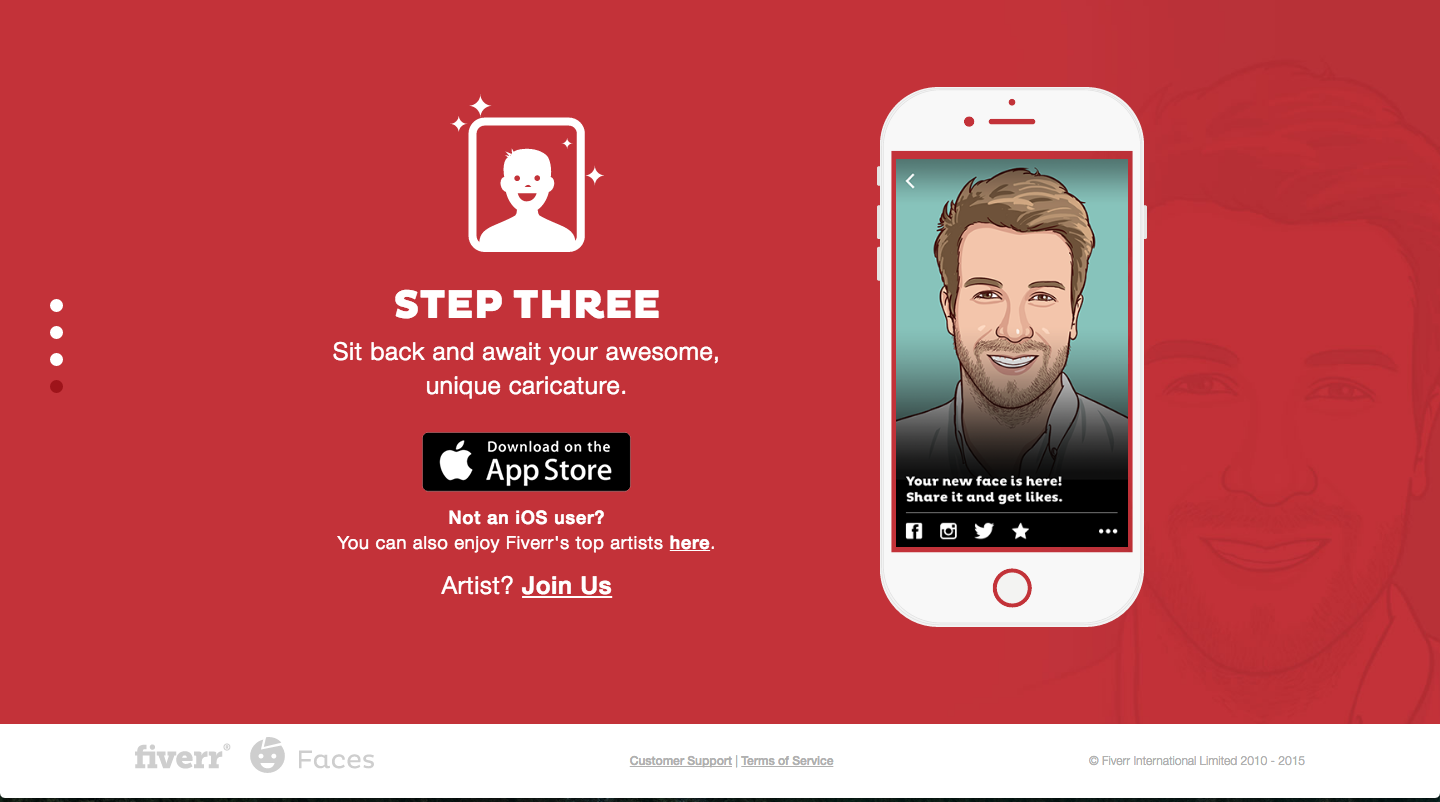 STEP THREE
Sit back and await your awesome,
unique caricature.
Download on the
App Store
Not an iOS user?
You can also enjoy Fiverr's top artists here.
Artist? Join Us
Your new face is here!
Share it and get likes.
fiverr®
Faces
Customer Support | Terms of Service
© Fiverr International Limited 2010 - 2015